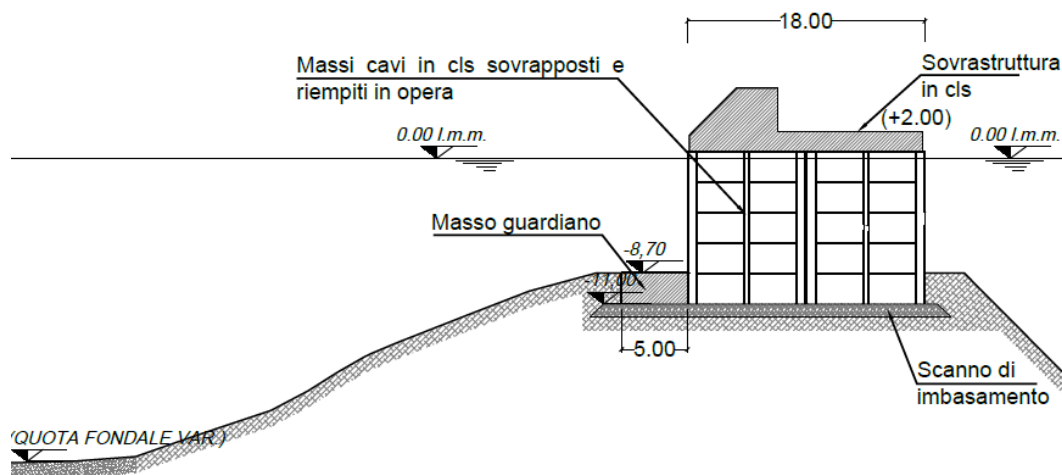 18.00
Massi cavi in cls sovrapposti e
riempiti in opera
Sovrastruttura
in cls
(+2.00)
0.00 l.m.m.
0.00 l.m.m.
Masso guardiano
-8,70
-11,00
5.00
Scanno di
imbasamento
(QUOTA FONDALE VAR.)